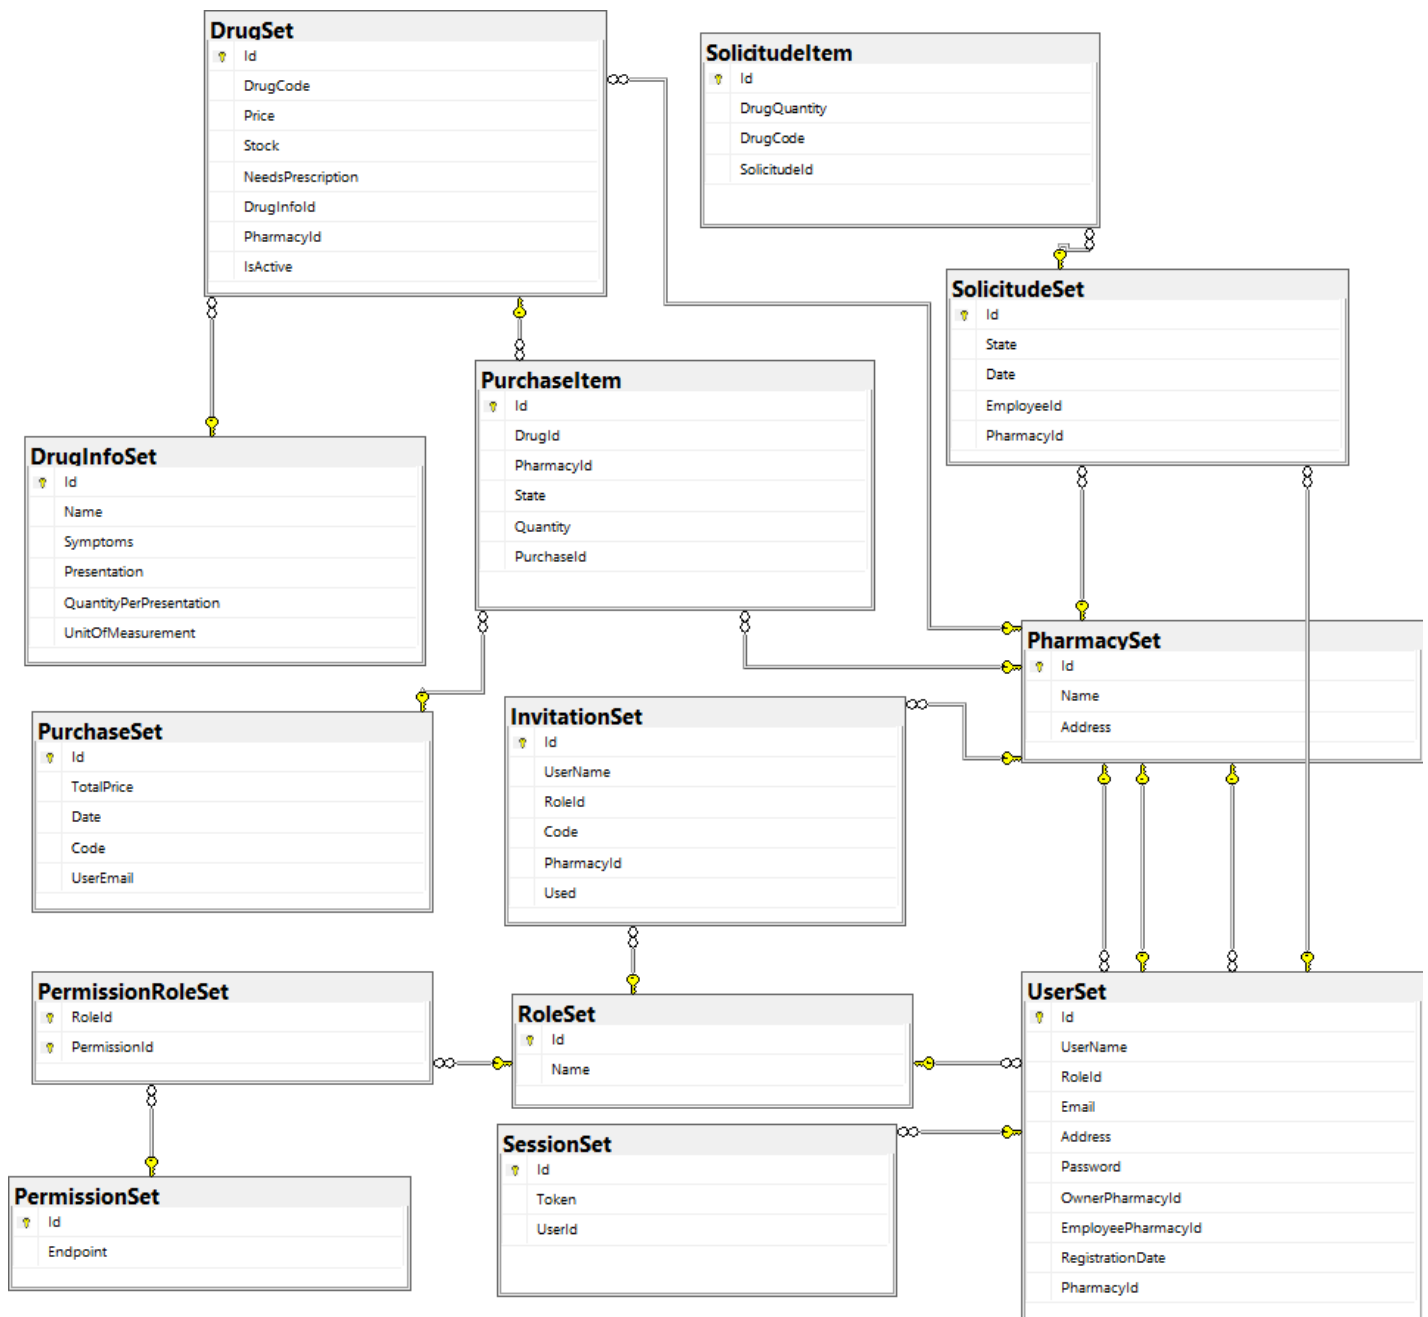 DrugSet
Id
DrugCode
Price
Stock
NeedsPrescription
DrugInfoId
PharmacyId
IsActive
SolicitudeItem
Id
DrugQuantity
DrugCode
SolicitudeId
SolicitudeSet
Id
State
Date
EmployeeId
PharmacyId
PurchaseItem
Id
DrugId
PharmacyId
State
Quantity
PurchaseId
DrugInfoSet
Id
Name
Symptoms
Presentation
QuantityPerPresentation
UnitOfMeasurement
PharmacySet
Id
Name
Address
PurchaseSet
Id
TotalPrice
Date
Code
UserEmail
InvitationSet
Id
UserName
RoleId
Code
PharmacyId
Used
PermissionRoleSet
RoleId
PermissionId
RoleSet
Id
Name
UserSet
Id
UserName
RoleId
Email
Address
Password
OwnerPharmacyId
EmployeePharmacyId
RegistrationDate
PharmacyId
SessionSet
Id
Token
UserId
PermissionSet
Id
Endpoint